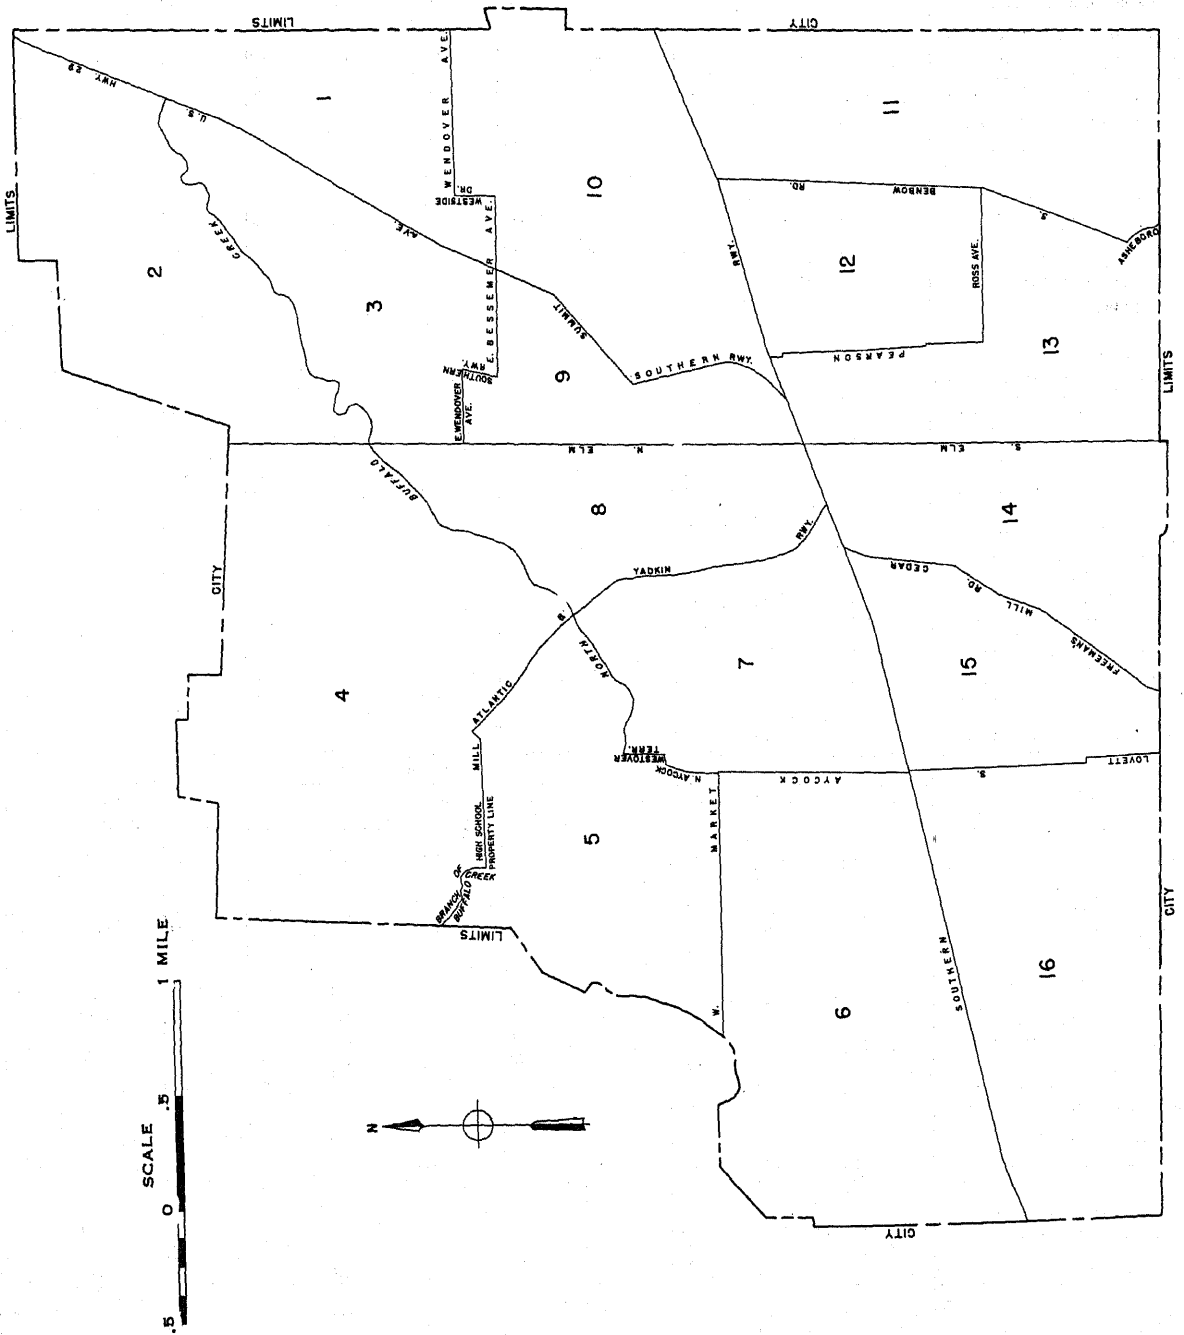 LIMITS
CITY
LIMITS
U.S. HWY. 29
1
WENDOVER AVE.
WESTSIDE DR.
E. BESSEMER AVE.
2
CREEK
3
AVE.
SUMMIT
10
11
BENBOW RD.
S.
ASHEBORO
RWY.
12
ROSS AVE.
PEARSON
13
LIMITS
SOUTHERN RWY.
E. WENDOVER AVE.
9
SOUTHERN RWY.
N. ELM
S. ELM
BUFFALO
CITY
8
14
4
YADKIN RWY.
CEDAR
RD.
MILL
FREEMAN'S
ATLANTIC &
NORTH
7
15
MILL
WESTOVER TERR.
N. AYCOCK
AYCOCK
S.
LOVETT
HIGH SCHOOL
PROPERTY LINE
5
W. MARKET
BRANCH OF
BUFFALO CREEK
LIMITS
6
SOUTHERN
16
CITY
CITY
N
SCALE
.5 0 .5 1 MILE